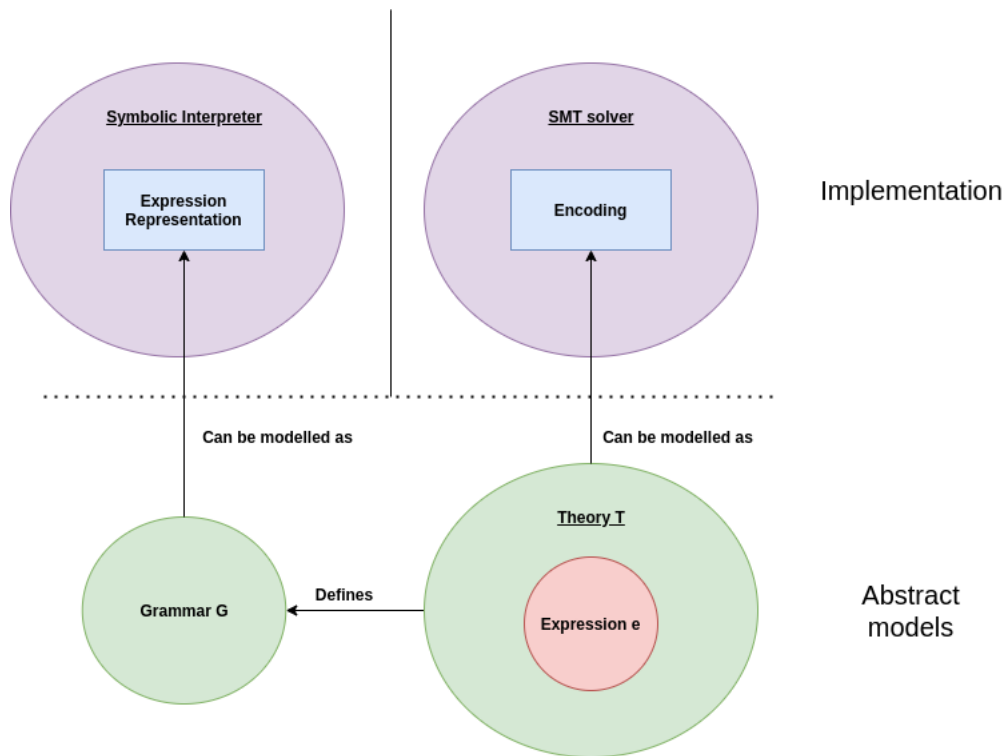 Symbolic Interpreter
SMT solver
Expression
Representation
Encoding
Implementation
Can be modelled as
Can be modelled as
Theory T
Defines
Grammar G
Expression e
Abstract
models